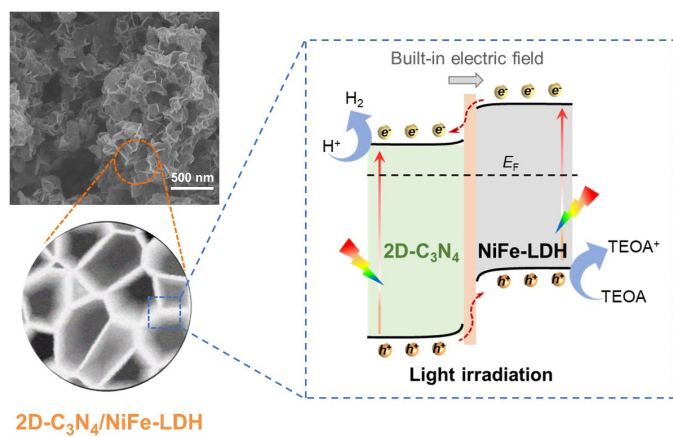 500 nm
2D-C₃N₄/NiFe-LDH
Built-in electric field
e⁻ e⁻ e⁻
e⁻ e⁻ e⁻
H₂
H⁺
E_F
2D-C₃N₄ NiFe-LDH
TEOA⁺
TEOA
h⁺ h⁺ h⁺
h⁺ h⁺ h⁺
Light irradiation